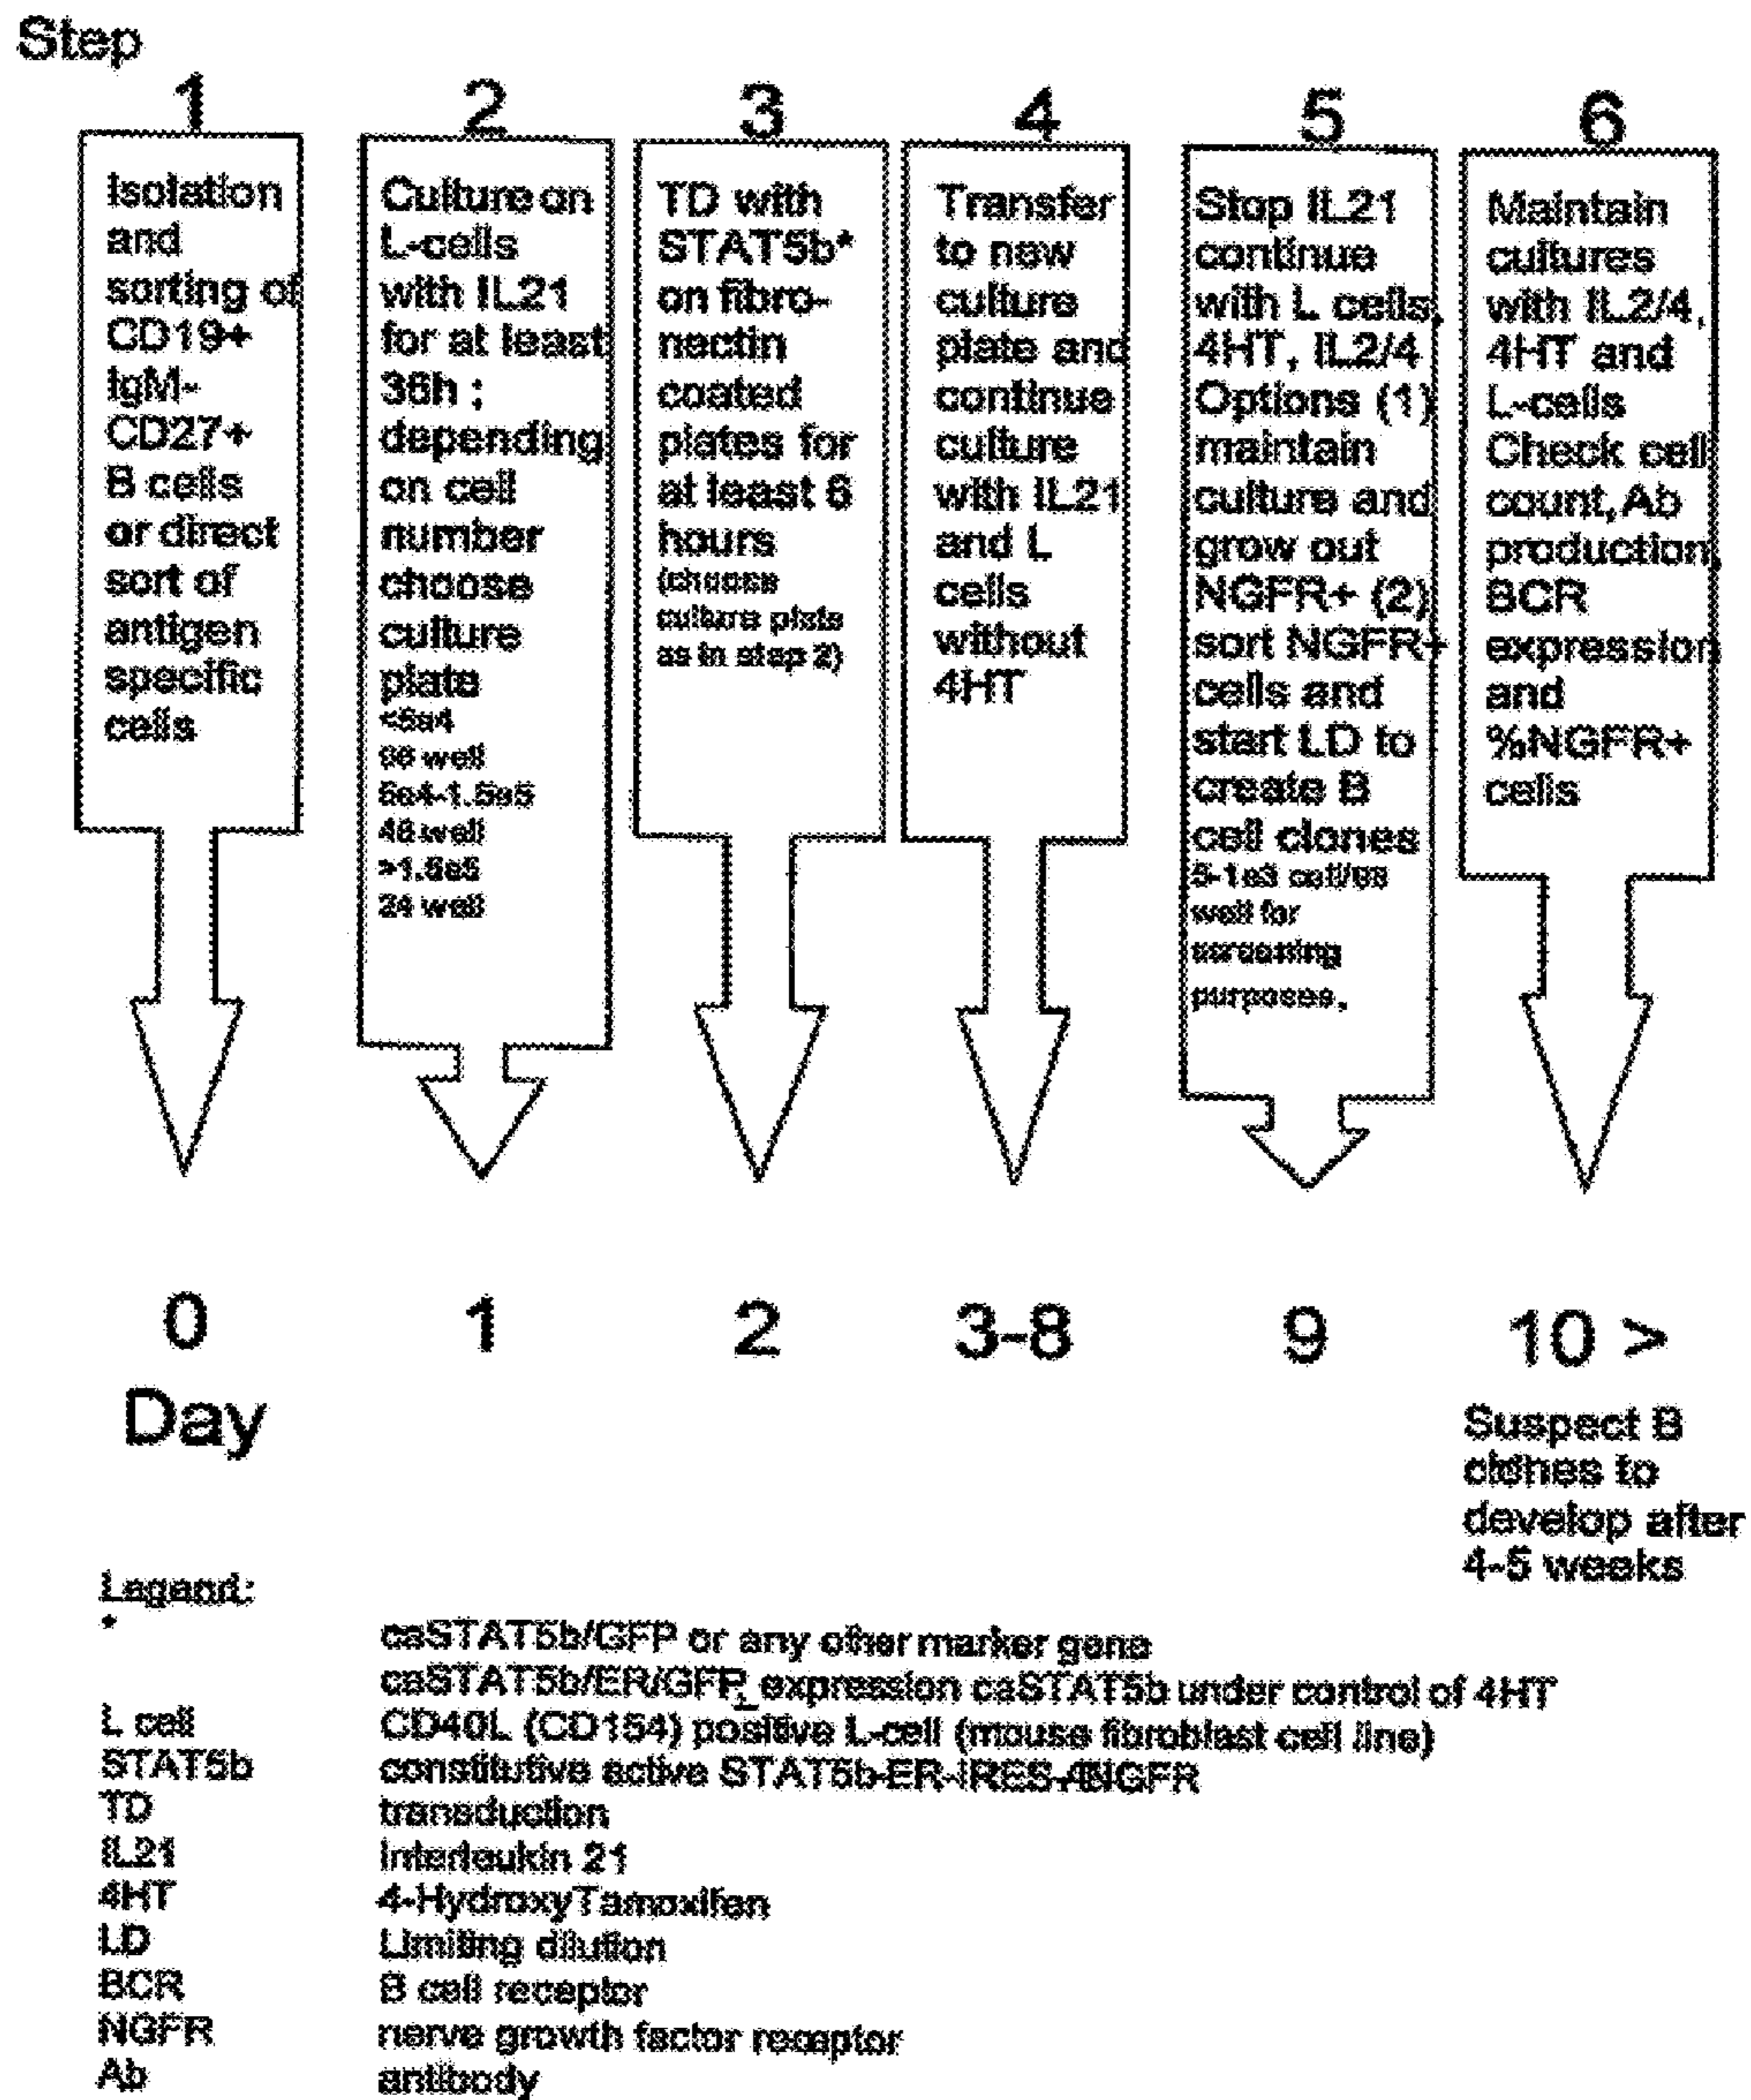 Step
1
Isolation
and
sorting of
CD19+
IgM-
CD27+
B cells
or direct
sort of
antigen
specific
cells
2
Culture on
L-cells
with IL21
for at least
36h ;
depending
on cell
number
choose
culture
plate
<5e4
96 well
5e4-1.5e5
48 well
>1.5e5
24 well
3
TD with
STAT5b*
on fibro-
nectin
coated
plates for
at least 6
hours
(choose
culture plate
as in step 2)
4
Transfer
to new
culture
plate and
continue
culture
with IL21
and L
cells
without
4HT
5
Stop IL21
continue
with L cells,
4HT, IL2/4
Options (1)
maintain
culture and
grow out
NGFR+ (2)
sort NGFR+
cells and
start LD to
create B
cell clones
well for
screening
purposes.
6
Maintain
cultures
with IL2/4,
4HT and
L-cells
Check cell
count, Ab
production,
BCR
expression
and
%NGFR+
cells
0 1 2 3-8 9 10 >
Day
Suspect B
clones to
develop after
4-5 weeks
Legend:
* caSTAT5b/GFP or any other marker gene
caSTAT5b/ER/GFP_expression caSTAT5b under control of 4HT
L cell CD40L (CD154) positive L-cell (mouse fibroblast cell line)
STAT5b constitutive active
TD transduction
IL21 Interleukin 21
4HT 4-HydroxyTamoxifen
LD Limiting dilution
BCR B cell receptor
NGFR nerve growth factor receptor
Ab antibody